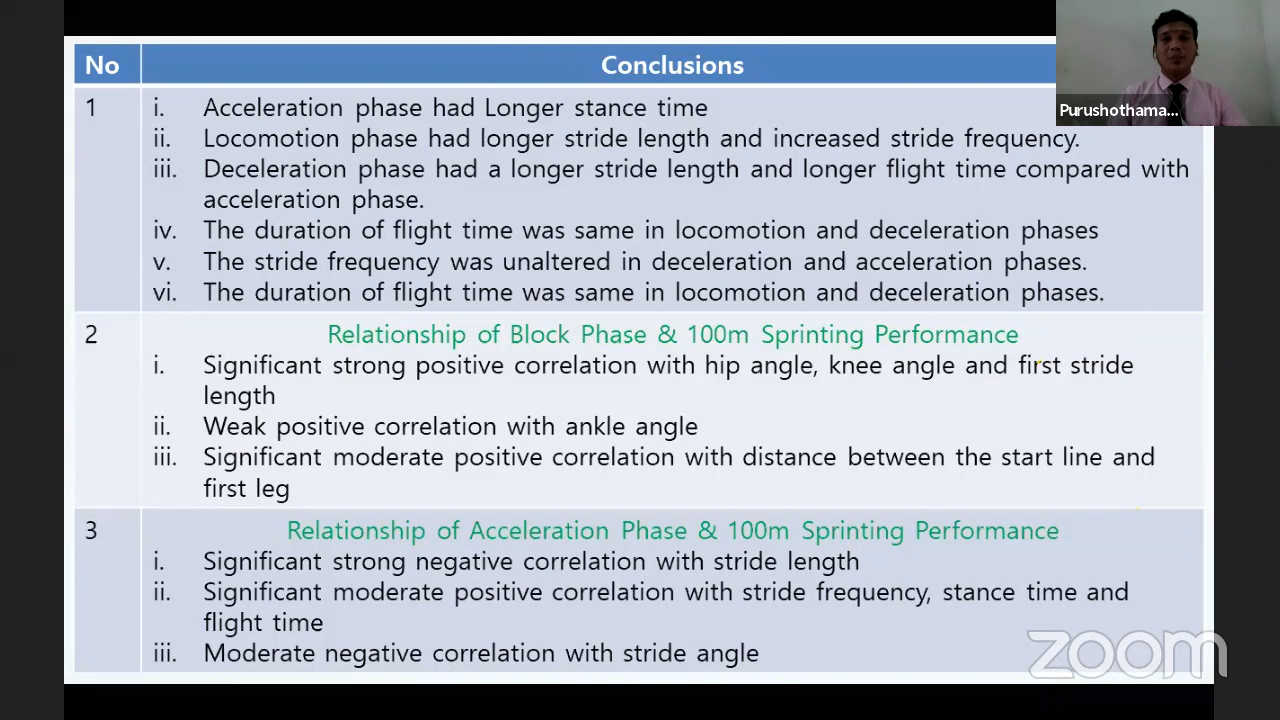 No Conclusions
1 i. Acceleration phase had Longer stance time
ii. Locomotion phase had longer stride length and increased stride frequency.
iii. Deceleration phase had a longer stride length and longer flight time compared with
acceleration phase.
iv. The duration of flight time was same in locomotion and deceleration phases
v. The stride frequency was unaltered in deceleration and acceleration phases.
vi. The duration of flight time was same in locomotion and deceleration phases.
2 Relationship of Block Phase & 100m Sprinting Performance
i. Significant strong positive correlation with hip angle, knee angle and first stride
length
ii. Weak positive correlation with ankle angle
iii. Significant moderate positive correlation with distance between the start line and
first leg
3 Relationship of Acceleration Phase & 100m Sprinting Performance
i. Significant strong negative correlation with stride length
ii. Significant moderate positive correlation with stride frequency, stance time and
flight time
iii. Moderate negative correlation with stride angle
Purushothama...
zoom